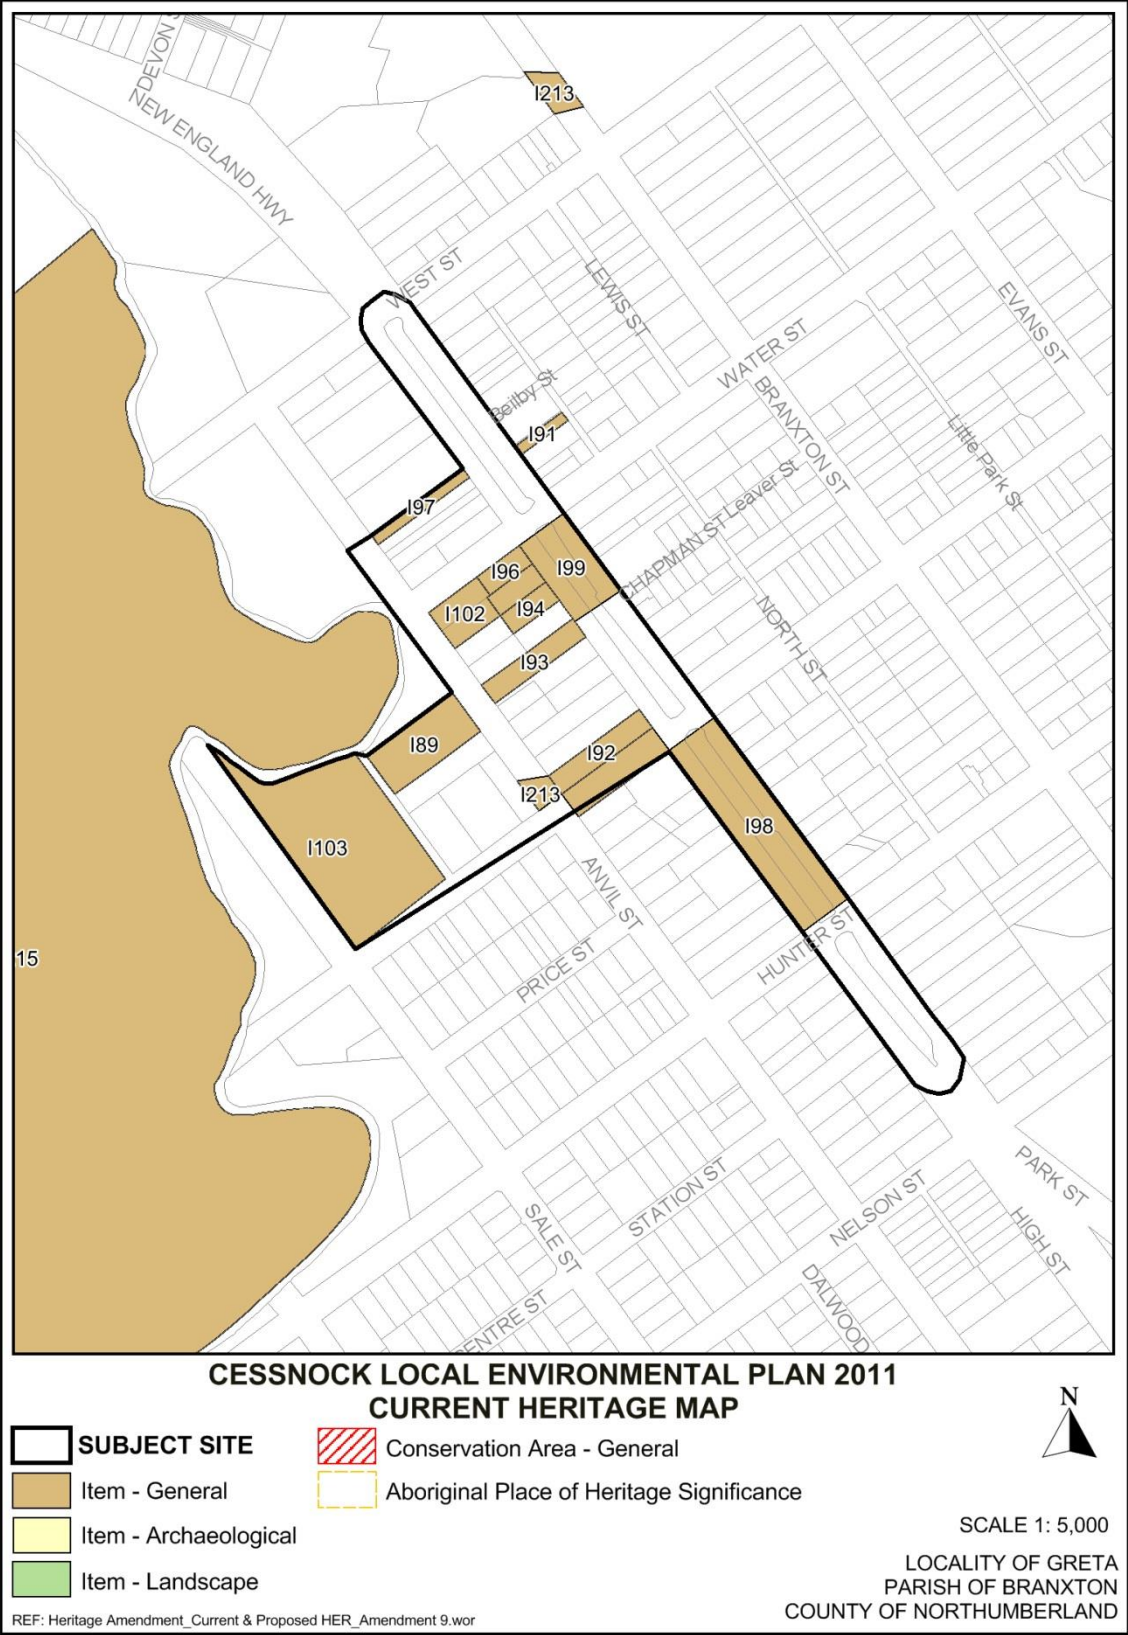 DEVON S
NEW ENGLAND HWY
I213
WEST ST
LEWIS ST
EVANS ST
WATER ST
BRANXTON ST
Beilby St
I91
Little Park St
I97
Leaver St
CHAPMAN ST
I99
I96
I94
I102
NORTH ST
I93
I89
I92
I213
I98
I103
ANVIL ST
HUNTER ST
15
PRICE ST
STATION ST
PARK ST
NELSON ST
SALE ST
HIGH ST
DALWOOD
ENTRE ST
CESSNOCK LOCAL ENVIRONMENTAL PLAN 2011
CURRENT HERITAGE MAP
N
SUBJECT SITE
Conservation Area - General
Item - General
Aboriginal Place of Heritage Significance
Item - Archaeological
Item - Landscape
SCALE 1: 5,000
LOCALITY OF GRETA
PARISH OF BRANXTON
COUNTY OF NORTHUMBERLAND
REF: Heritage Amendment_Current & Proposed HER_Amendment 9.wor